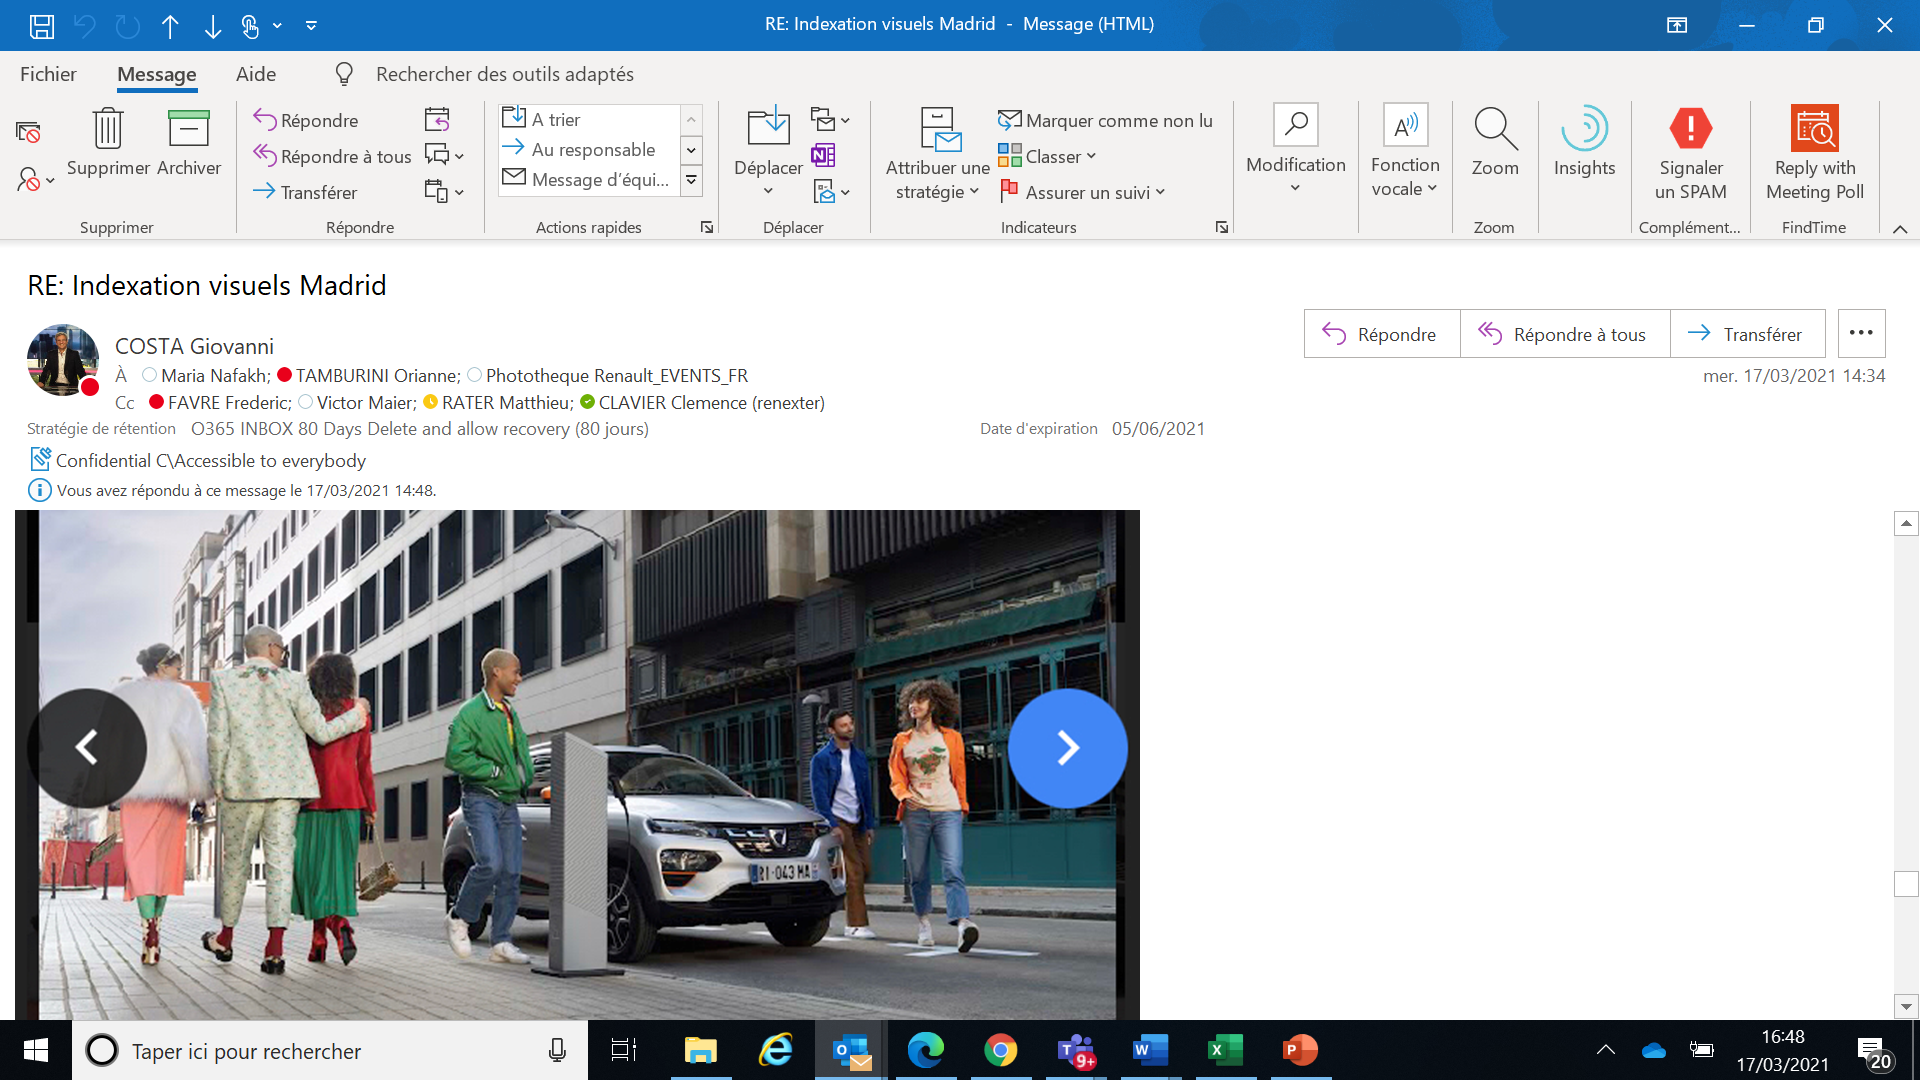 RE: Indexation visuels Madrid - Message (HTML)
Fichier Message Aide Rechercher des outils adaptés
Supprimer Archiver
Supprimer
Répondre
Répondre à tous
Transférer
Répondre
A trier
Au responsable
Message d'équi...
Actions rapides
Déplacer
Déplacer
Attribuer une
stratégie
Marquer comme non lu
Classer
Assurer un suivi
Indicateurs
Modification
Fonction
vocale
Zoom
Zoom
Insights
Signaler
un SPAM
Complément...
Reply with
Meeting Poll
FindTime
RE: Indexation visuels Madrid
COSTA Giovanni
À Maria Nafakh; TAMBURINI Orianne; Phototheque Renault_EVENTS_FR
Cc FAVRE Frederic; Victor Maier; RATER Matthieu; CLAVIER Clemence (renexter)
Répondre Répondre à tous Transférer
mer. 17/03/2021 14:34
Stratégie de rétention O365 INBOX 80 Days Delete and allow recovery (80 jours) Date d'expiration 05/06/2021
Confidential C\Accessible to everybody
Vous avez répondu à ce message le 17/03/2021 14:48.
Taper ici pour rechercher
9+
16:48
17/03/2021
20